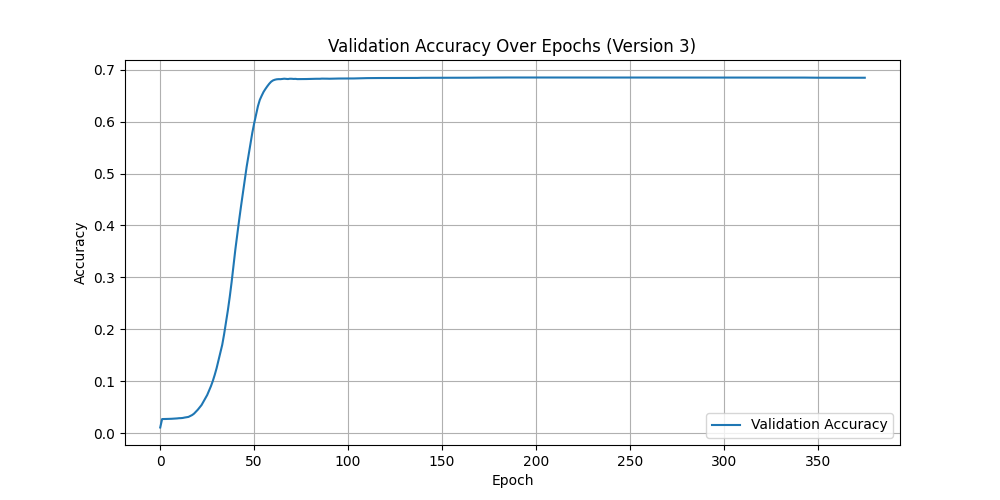 Validation Accuracy Over Epochs (Version 3)
0.7
0.6
0.5
0.4
0.3
0.2
0.1
0.0
Accuracy
Validation Accuracy
0 50 100 150 200 250 300 350
Epoch